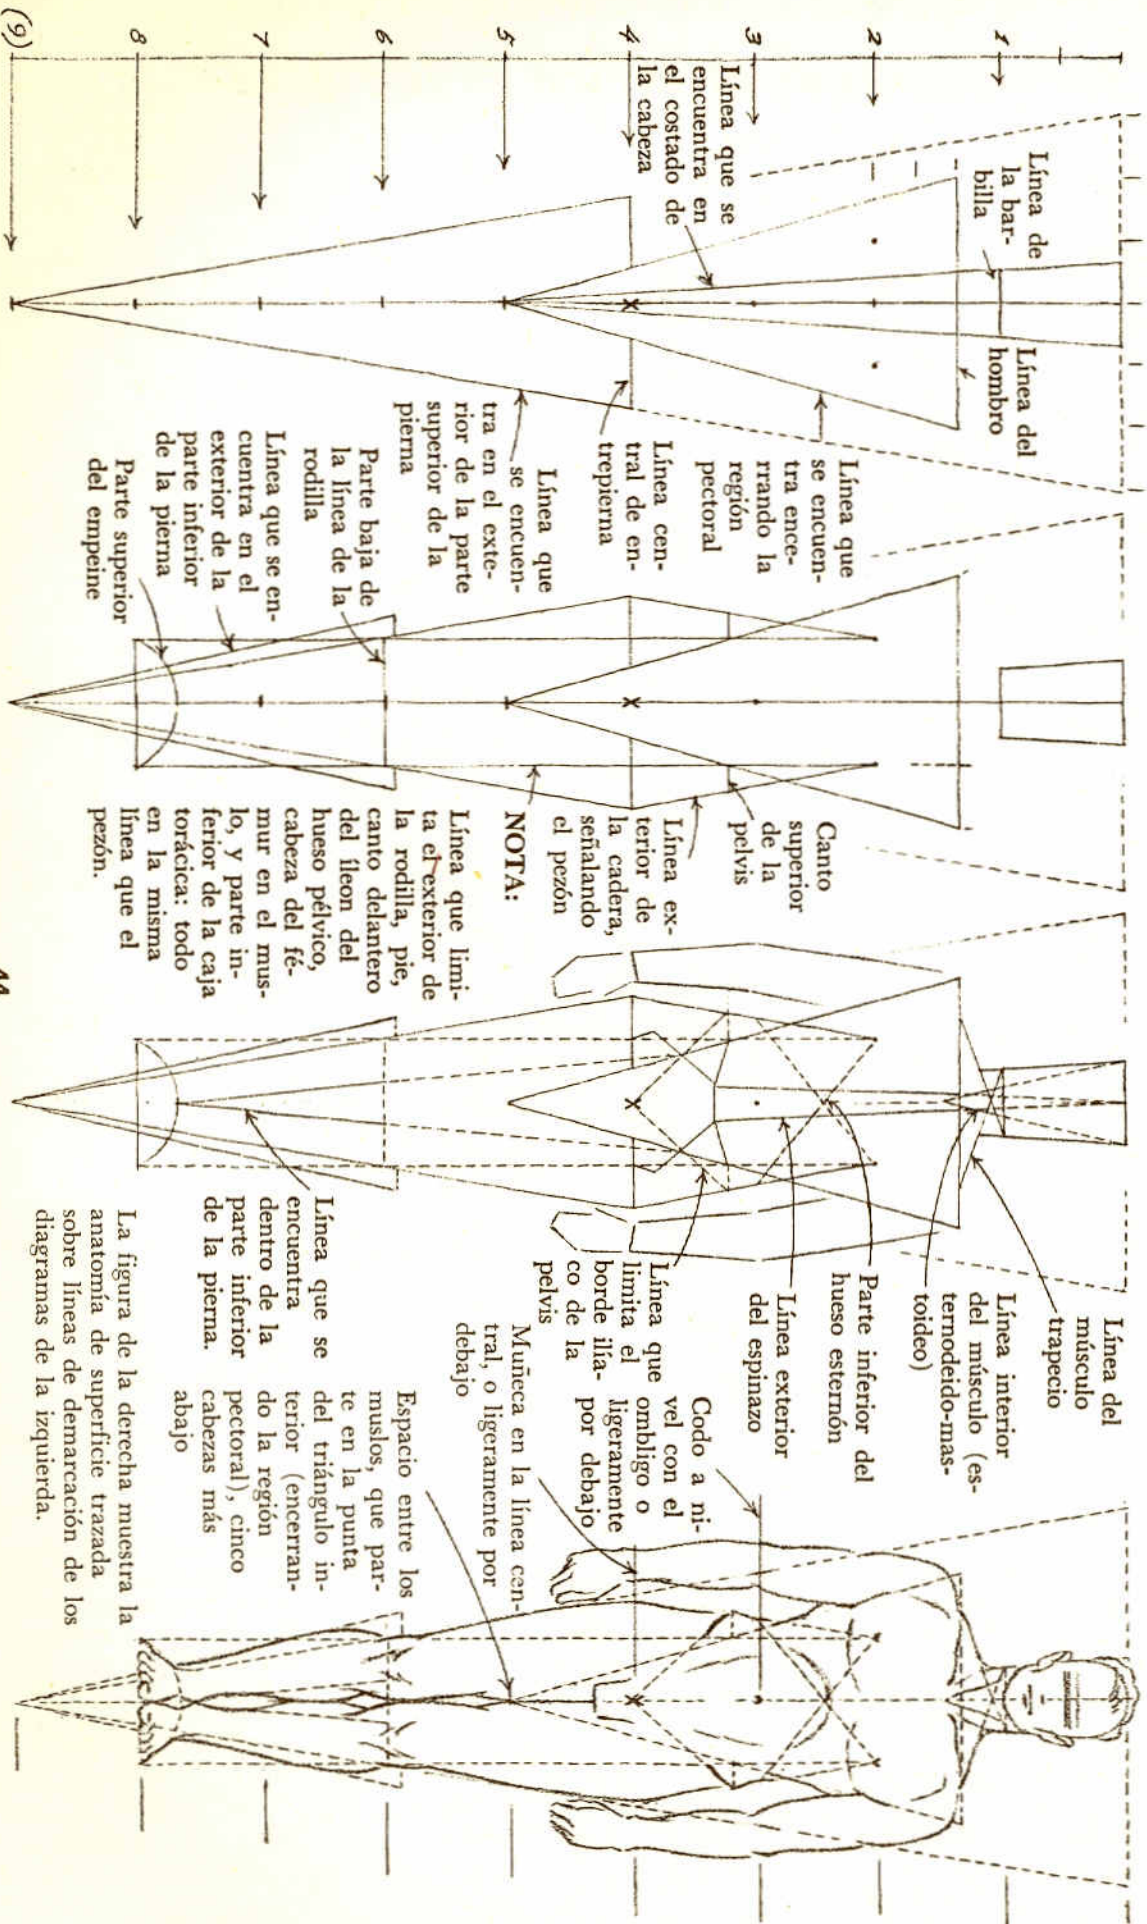 1
2
3
4
5
6
7
8
(9)
Línea de
la bar-
billa
Línea del
hombro
Línea que se
encuentra en
el costado de
la cabeza
Línea que
se encuen-
tra ence-
rrando la
región
pectoral
Línea cen-
tral de en-
trepierna
Línea que
se encuen-
tra en el exte-
rior de la parte
superior de la
pierna
Parte baja de
la línea de la
rodilla
Línea que se en-
cuentra en el
exterior de la
parte inferior
de la pierna
Parte superior
del empeine
Canto
superior
de la
pelvis
Línea ex-
terior de
la cadera,
señalando
el pezón
NOTA:
Línea que limi-
ta el exterior de
la rodilla, pie,
canto delantero
del íleon del
hueso pélvico,
cabeza del fé-
mur en el mus-
lo, y parte in-
ferior de la caja
torácica: todo
en la misma
línea que el
pezón.
Línea del
músculo
trapecio
Línea interior
del músculo (es-
ternodeido-mas-
toideo)
Parte inferior del
hueso esternón
Línea exterior
del espinazo
Línea que
limita el
borde ilía-
co de la
pelvis
Línea que se
encuentra
dentro de la
parte inferior
de la pierna.
Codo a ni-
vel con el
ombligo o
ligeramente
por debajo
Muñeca en la línea cen-
tral, o ligeramente por
debajo
Espacio entre los
muslos, que par-
te en la punta
del triángulo in-
terior (encerran-
do la región
pectoral), cinco
cabezas más
abajo
La figura de la derecha muestra la
anatomía de superficie trazada
sobre líneas de demarcación de los
diagramas de la izquierda.